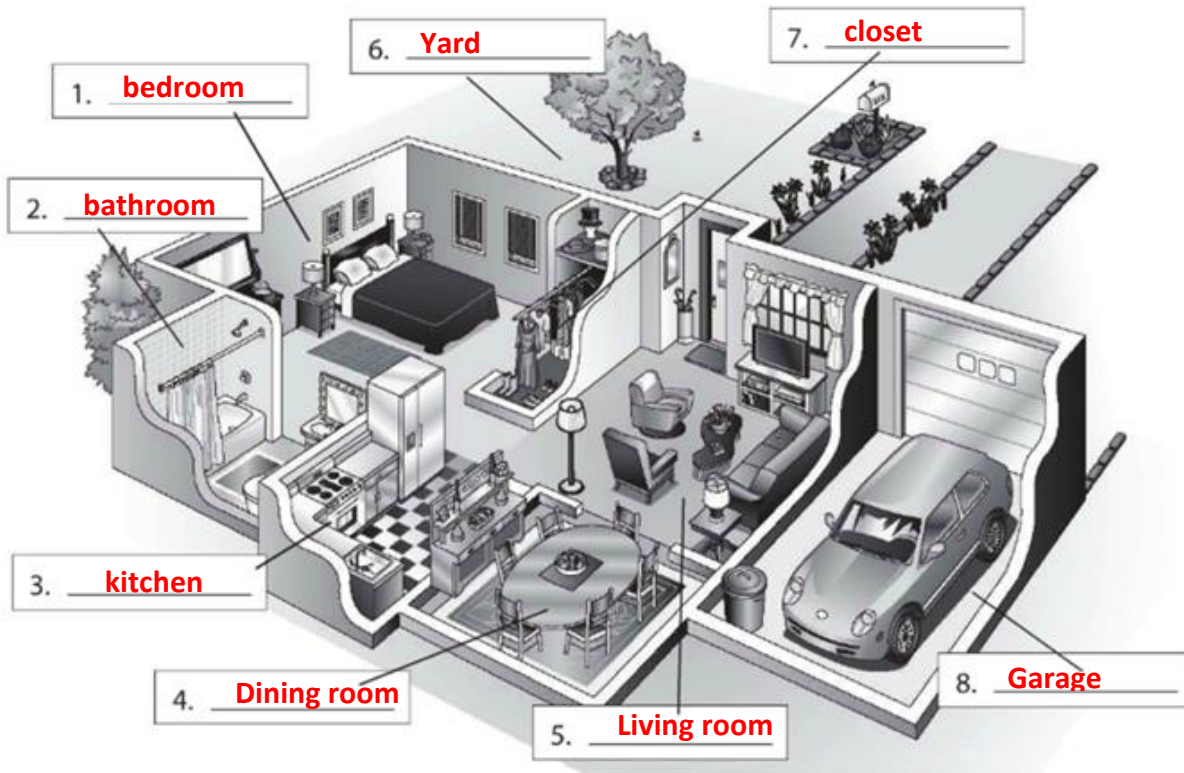 1. bedroom
2. bathroom
3. kitchen
4. Dining room
5. Living room
6. Yard
7. closet
8. Garage